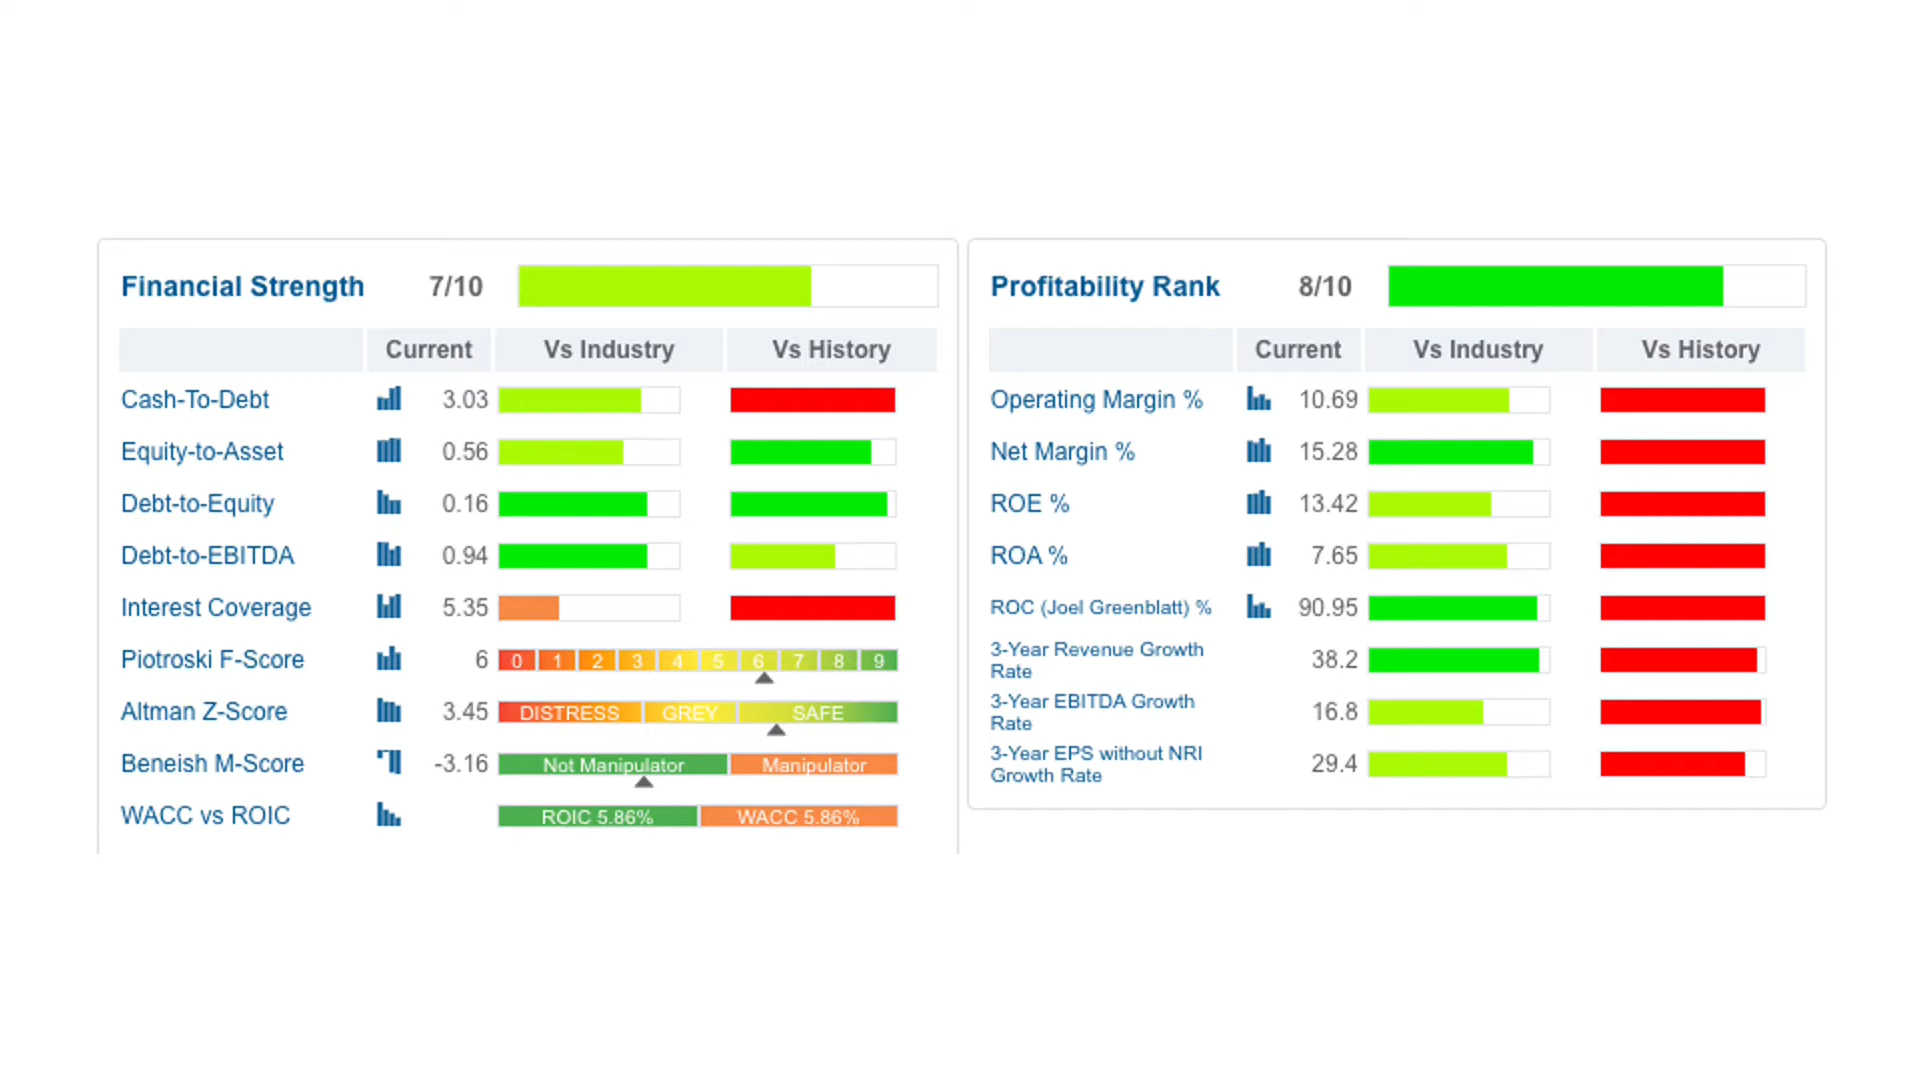 Financial Strength 7/10
Current Vs Industry Vs History
Cash-To-Debt 3.03
Equity-to-Asset 0.56
Debt-to-Equity 0.16
Debt-to-EBITDA 0.94
Interest Coverage 5.35
Piotroski F-Score 6 0 1 2 3 4 5 6 7 8 9
Altman Z-Score 3.45 DISTRESS GREY SAFE
Beneish M-Score -3.16 Not Manipulator Manipulator
WACC vs ROIC ROIC 5.86% WACC 5.86%
Profitability Rank 8/10
Current Vs Industry Vs History
Operating Margin % 10.69
Net Margin % 15.28
ROE % 13.42
ROA % 7.65
ROC (Joel Greenblatt) % 90.95
3-Year Revenue Growth
Rate 38.2
3-Year EBITDA Growth
Rate 16.8
3-Year EPS without NRI
Growth Rate 29.4